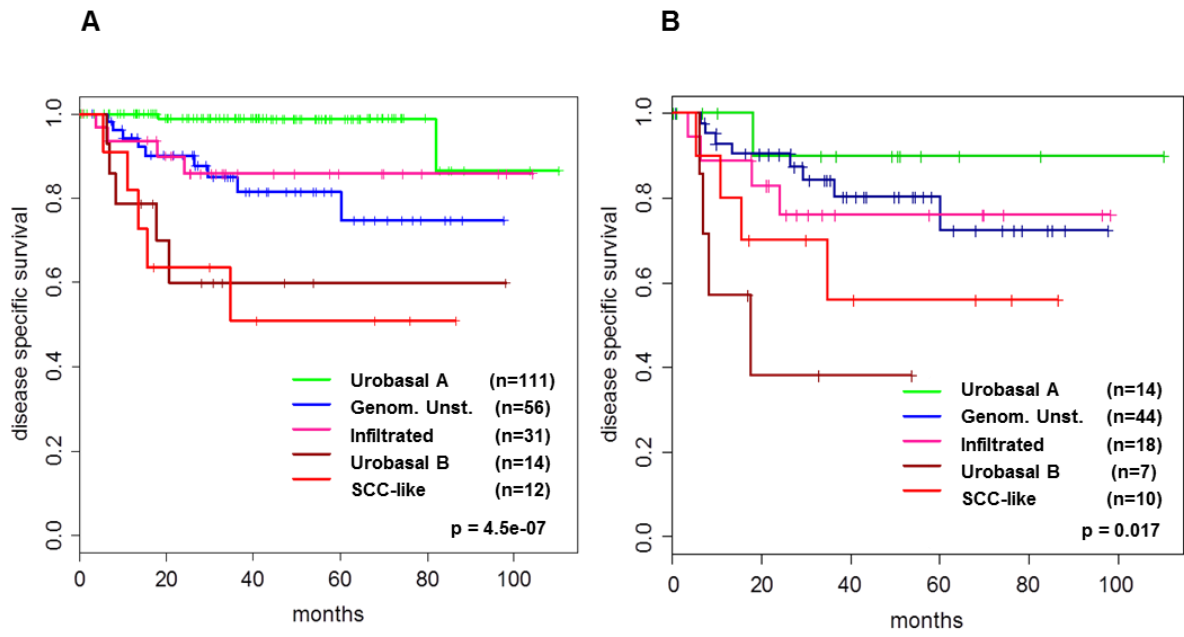 A
disease specific survival
1.0
0.8
0.6
0.4
0.2
0.0
Urobasal A (n=111)
Genom. Unst. (n=56)
Infiltrated (n=31)
Urobasal B (n=14)
SCC-like (n=12)
p = 4.5e-07
0 20 40 60 80 100
months
B
disease specific survival
1.0
0.8
0.6
0.4
0.2
0.0
Urobasal A (n=14)
Genom. Unst. (n=44)
Infiltrated (n=18)
Urobasal B (n=7)
SCC-like (n=10)
p = 0.017
0 20 40 60 80 100
months